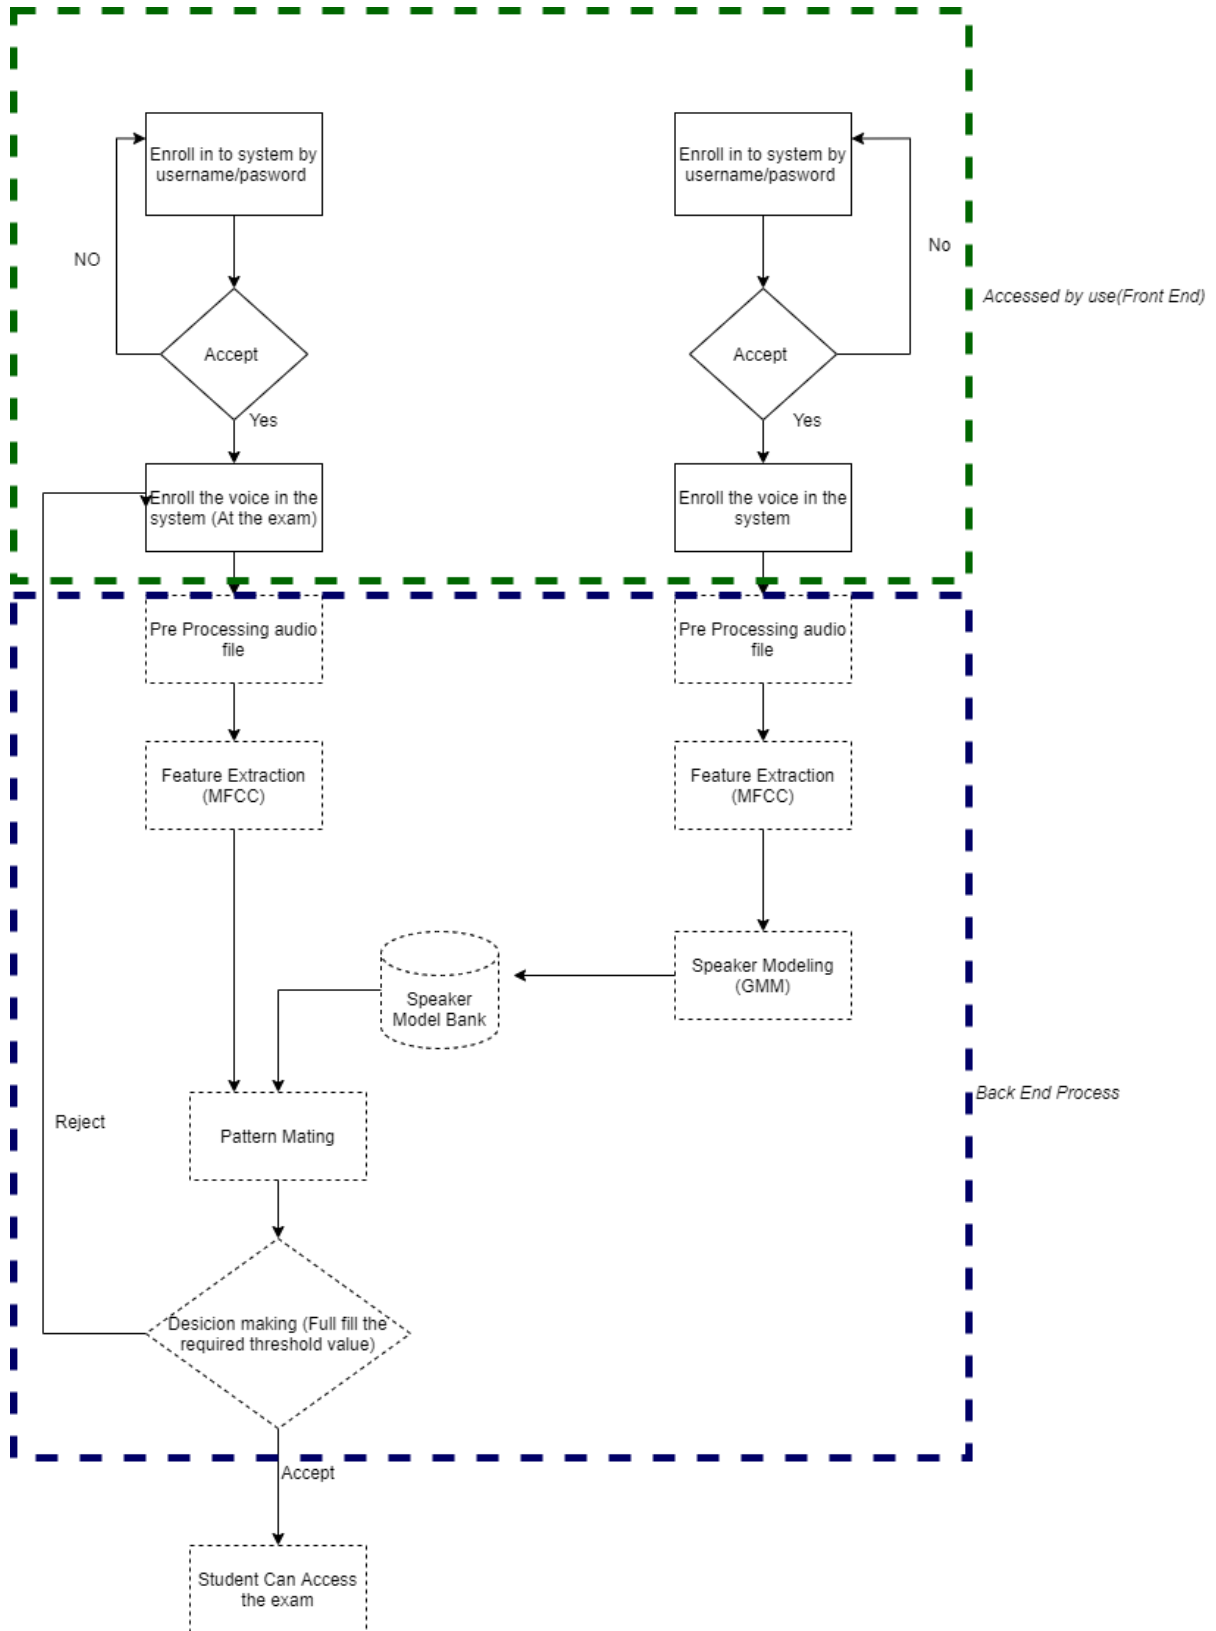 Enroll in to system by
username/pasword
Enroll in to system by
username/pasword
NO
No
Accessed by use(Front End)
Accept
Accept
Yes
Yes
Enroll the voice in the
system (At the exam)
Enroll the voice in the
system
Pre Processing audio
file
Pre Processing audio
file
Feature Extraction
(MFCC)
Feature Extraction
(MFCC)
Speaker Modeling
(GMM)
Speaker
Model Bank
Back End Process
Reject
Pattern Mating
Desicion making (Full fill the
required threshold value)
Accept
Student Can Access
the exam